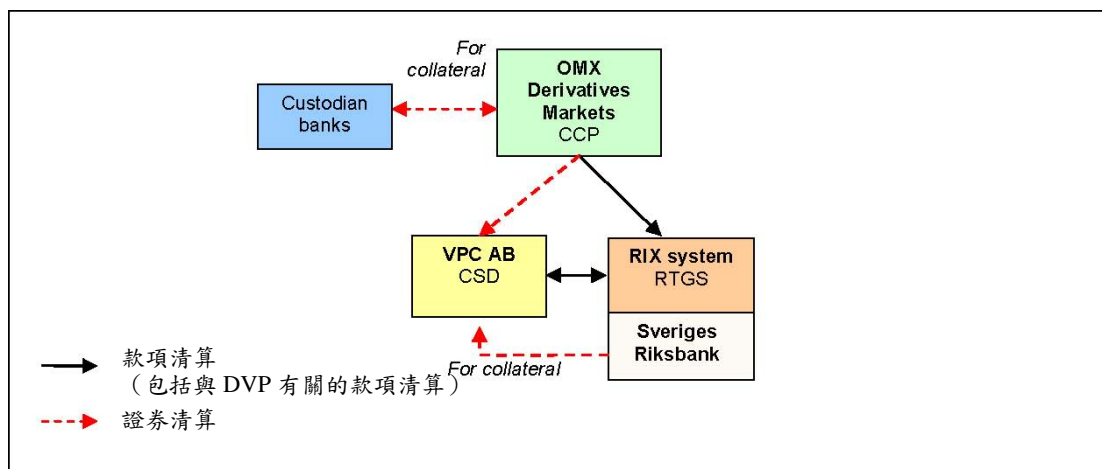 For
collateral
OMX
Derivatives
Markets
CCP
Custodian
banks
VPC AB
CSD
RIX system
RTGS
Sveriges
Riksbank
For collateral
款項清算
（包括與 DVP 有關的款項清算）
證券清算